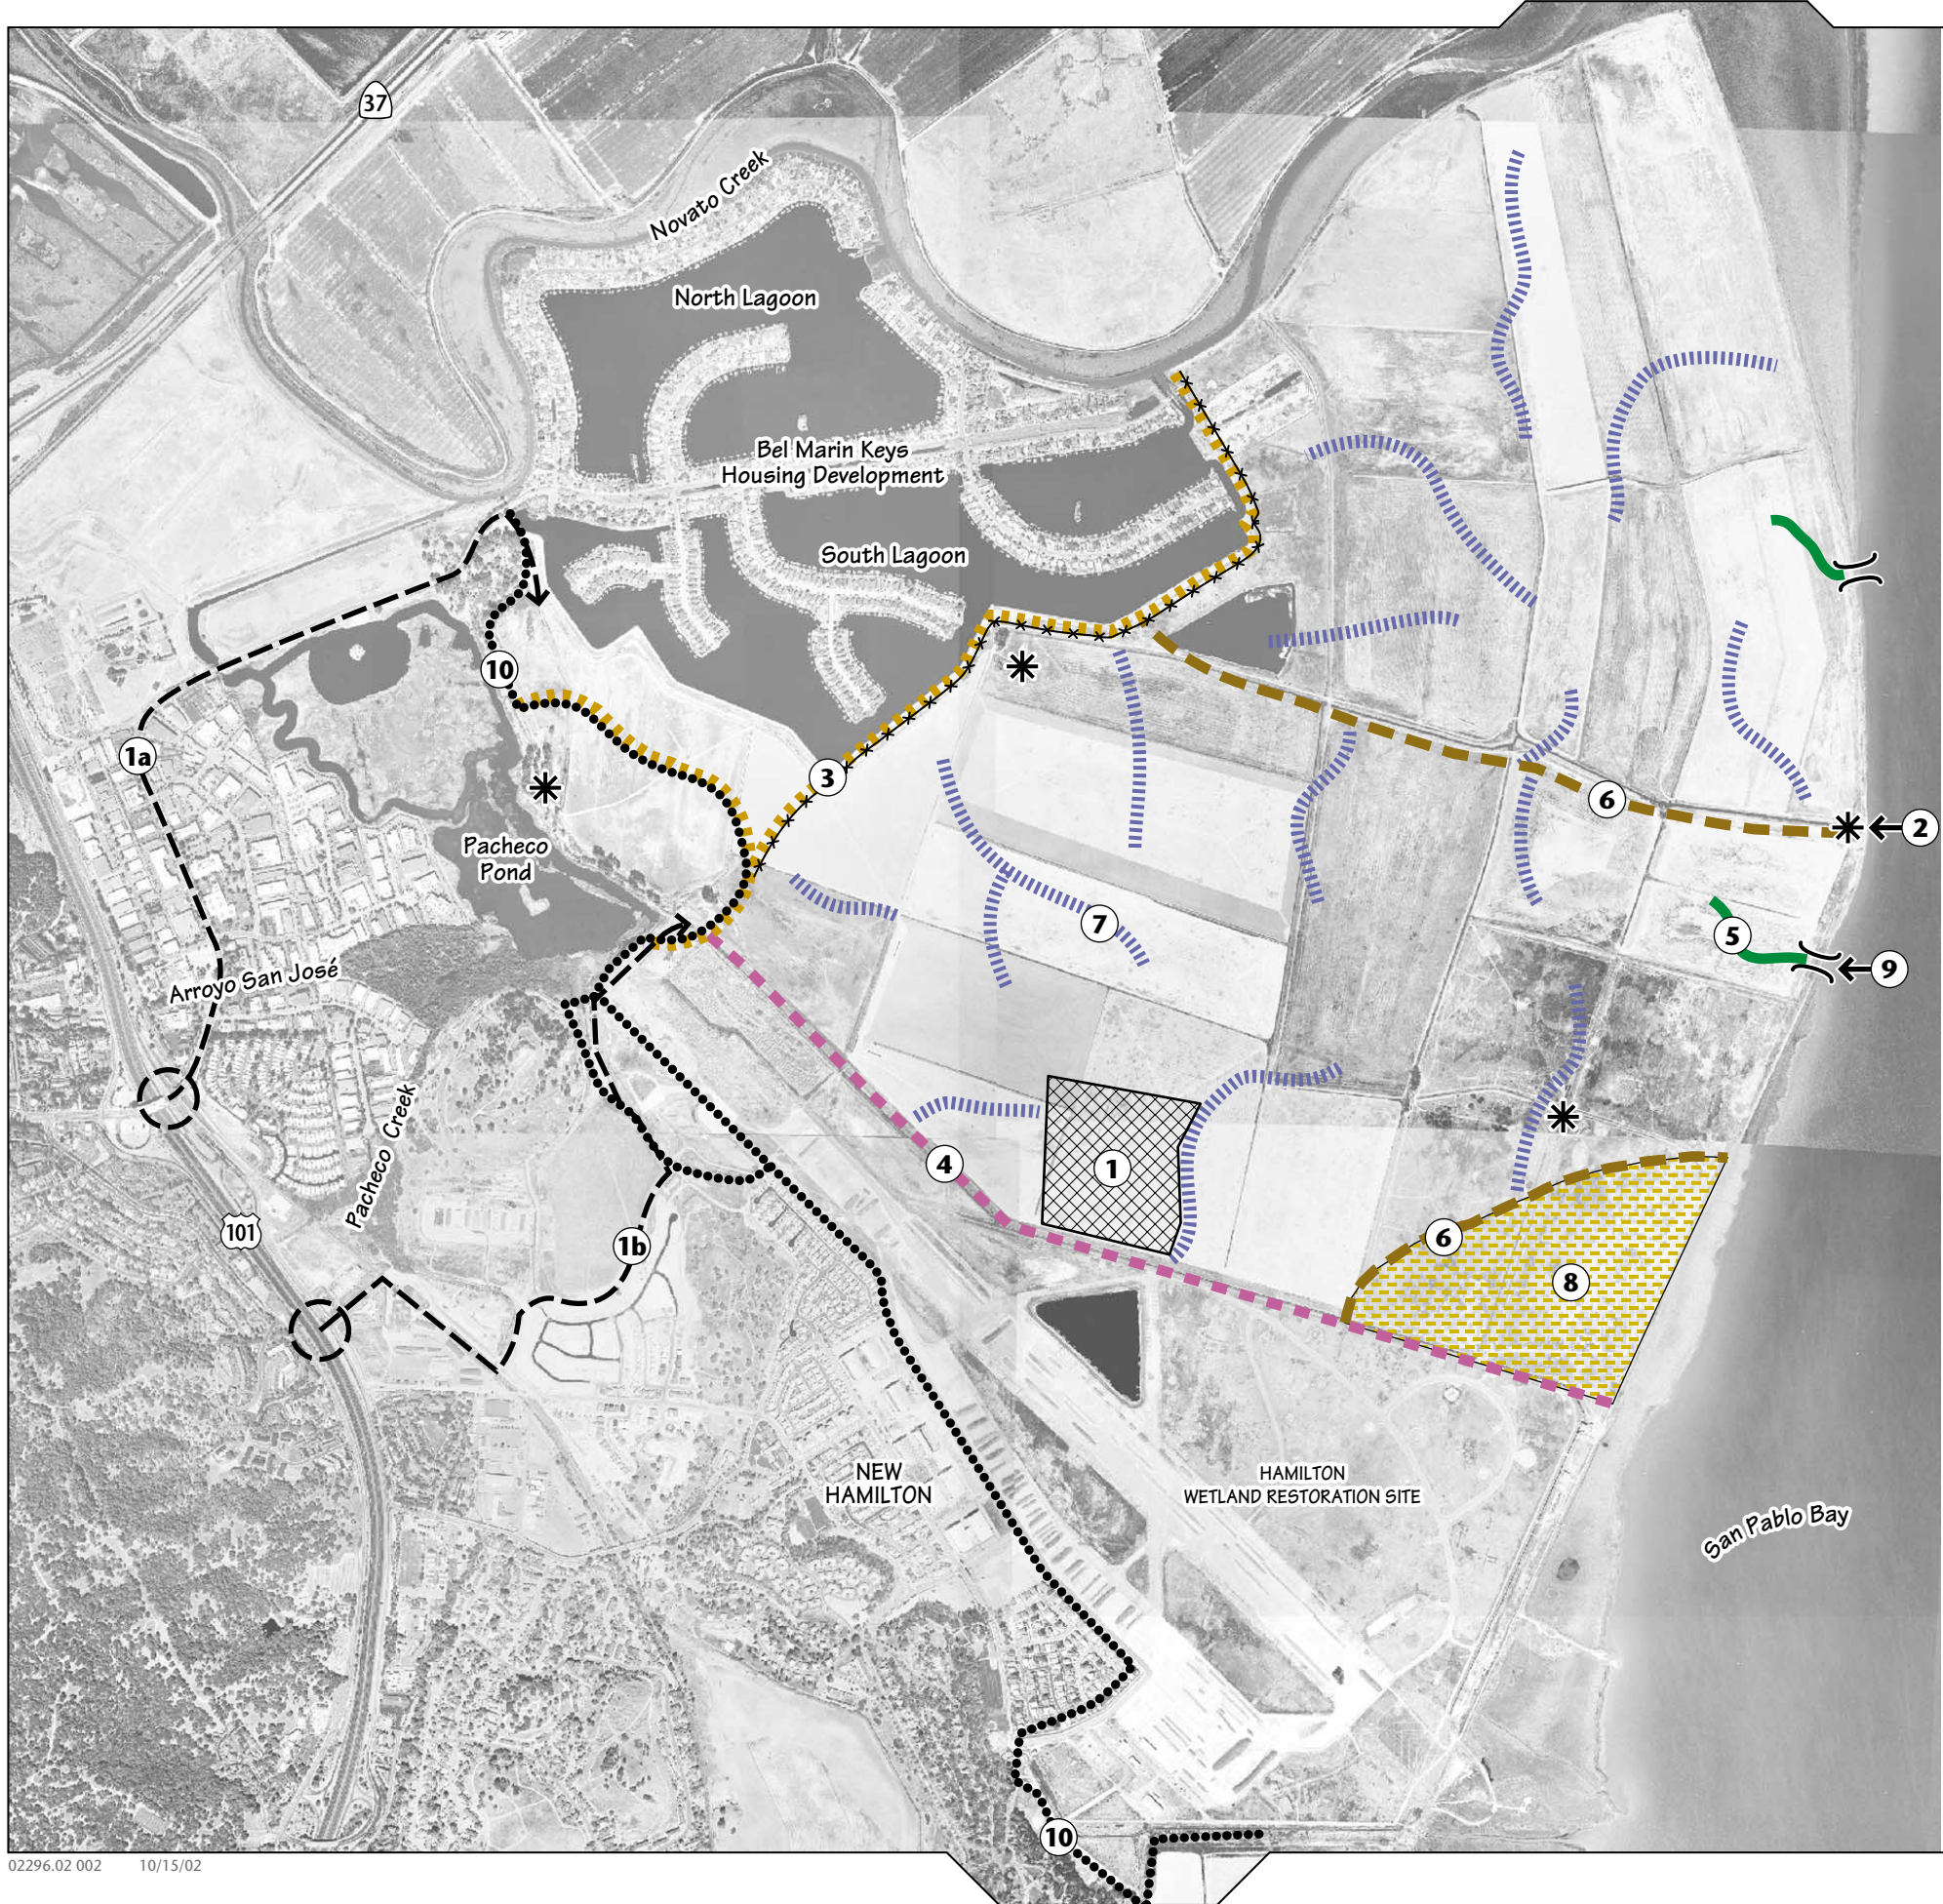 37
Novato Creek
North Lagoon
Bel Marin Keys
Housing Development
South Lagoon
10
1a
3
6
2
Pacheco
Pond
7
5
9
Arroyo San José
Pacheco Creek
4
1
101
1b
6
8
NEW
HAMILTON
HAMILTON
WETLAND RESTORATION SITE
San Pablo Bay
10
02296.02 002 10/15/02